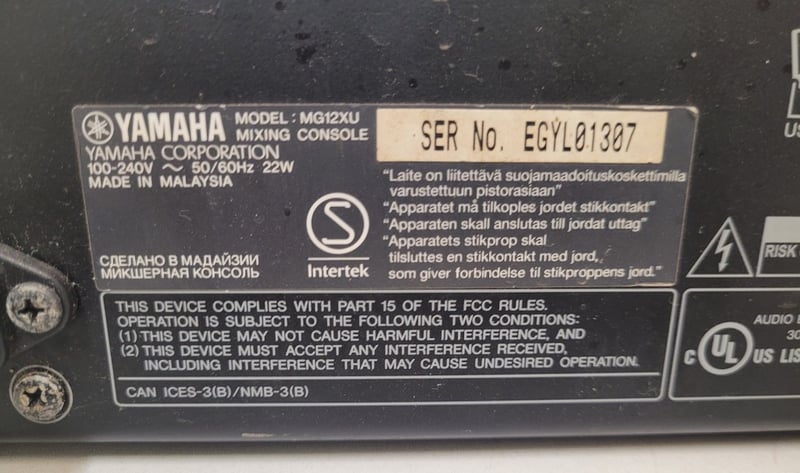 YAMAHA
MODEL: MG12XU
MIXING CONSOLE
SER No. EGYL01307
YAMAHA CORPORATION
100-240V ~ 50/60Hz 22W
MADE IN MALAYSIA
"Laite on liitettävä suojamaadoituskoskettimilla
varustettuun pistorasiaan"
"Apparatet må tilkoples jordet stikkontakt"
"Apparaten skall anslutas till jordat uttag"
"Apparatets stikprop skal
tilsluttes en stikkontakt med jord,
som giver forbindelse til stikproppens jord."
S
Intertek
СДЕЛАНО В МАДАЙЗИИ
МИКШЕРНАЯ КОНСОЛЬ
THIS DEVICE COMPLIES WITH PART 15 OF THE FCC RULES.
OPERATION IS SUBJECT TO THE FOLLOWING TWO CONDITIONS:
(1) THIS DEVICE MAY NOT CAUSE HARMFUL INTERFERENCE, AND
(2) THIS DEVICE MUST ACCEPT ANY INTERFERENCE RECEIVED,
INCLUDING INTERFERENCE THAT MAY CAUSE UNDESIRED OPERATION.
CAN ICES-3(B)/NMB-3(B)
RISK
AUDIO
30
C UL US LIS